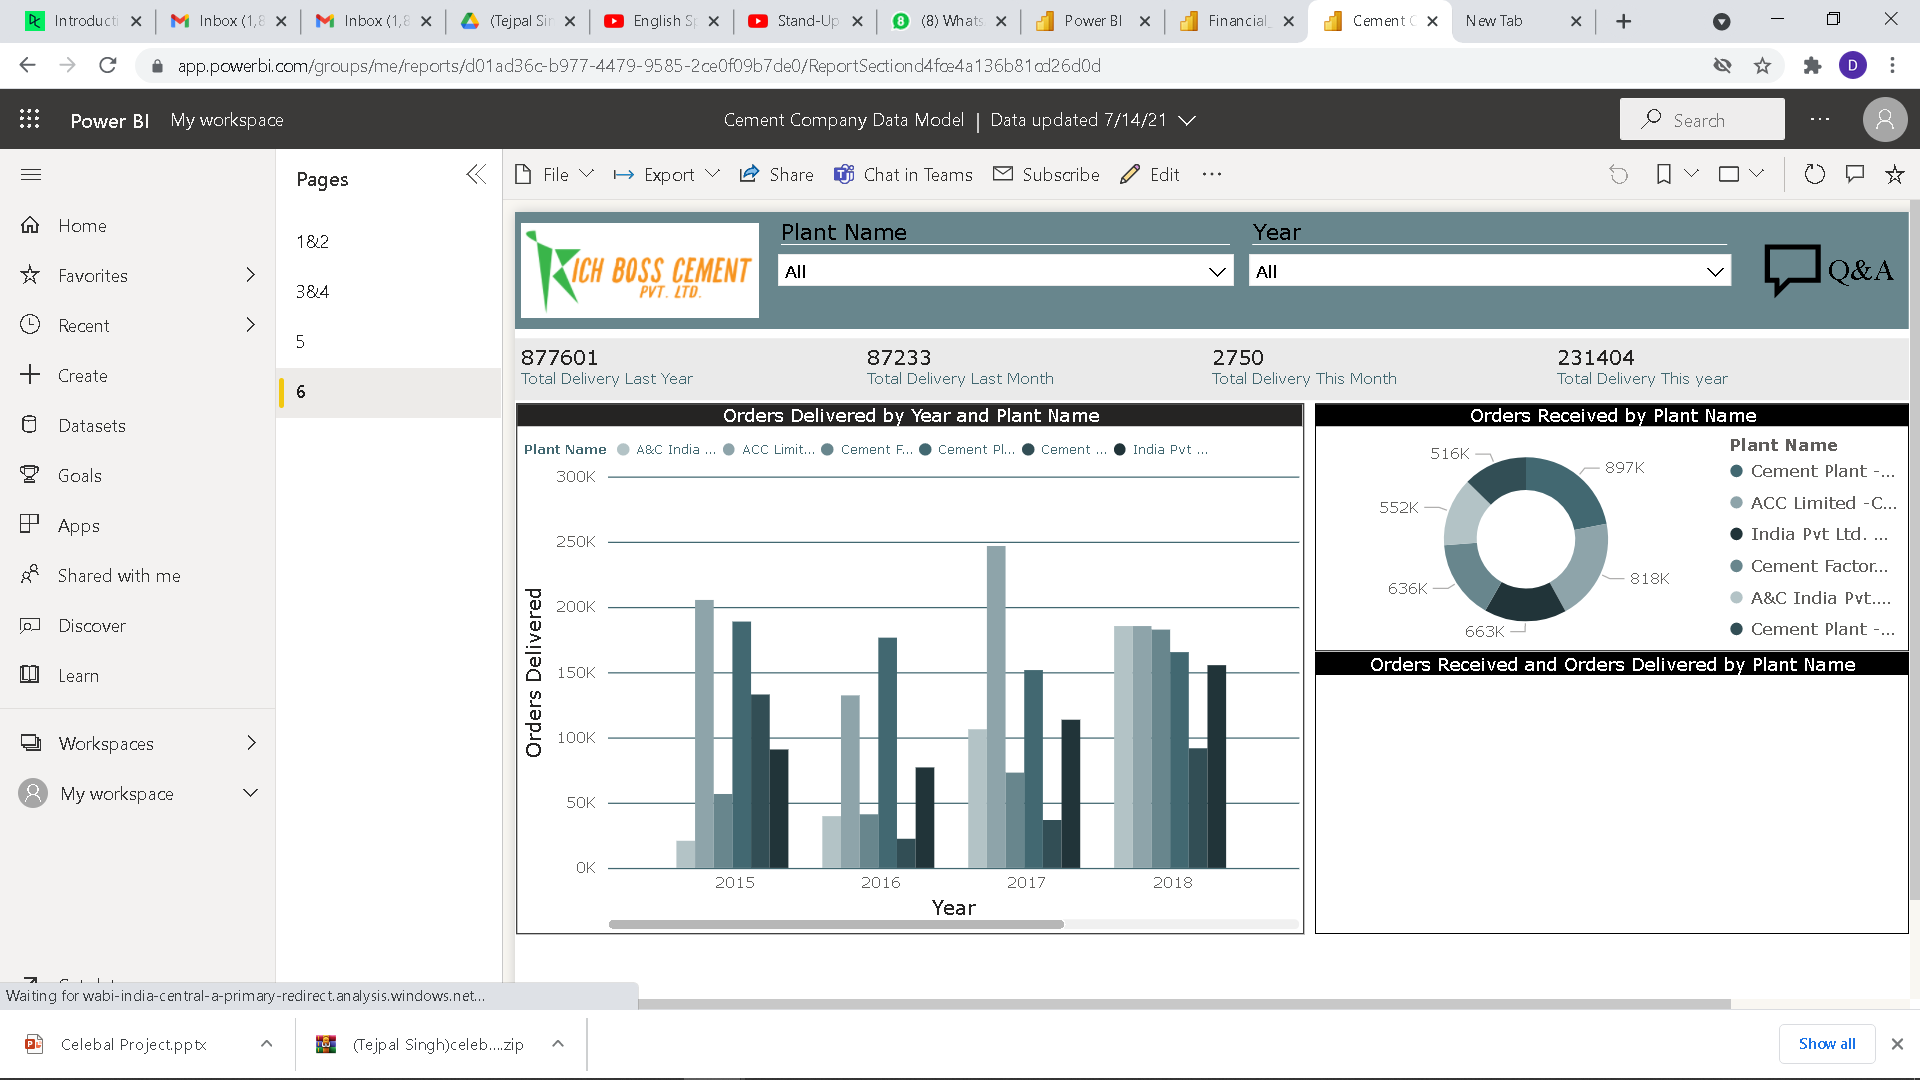 Introducti
Inbox (1,8
Inbox (1,8
(Tejpal Sin
English Sp
Stand-Up
(8) Whats
Power BI
Financial_
Cement C
New Tab
app.powerbi.com/groups/me/reports/d01ad36c-b977-4479-9585-2ce0f09b7de0/ReportSectiond4fce4a136b81cd26d0d
D
Power BI My workspace
Cement Company Data Model | Data updated 7/14/21
Search
Home
Favorites
Recent
Create
Datasets
Goals
Apps
Shared with me
Discover
Learn
Workspaces
My workspace
Pages
1&2
3&4
5
6
File Export Share Chat in Teams Subscribe Edit
RICH BOSS CEMENT
PVT. LTD.
Plant Name
All
Year
All
Q&A
877601
Total Delivery Last Year
87233
Total Delivery Last Month
2750
Total Delivery This Month
231404
Total Delivery This year
Orders Delivered by Year and Plant Name
Plant Name A&C India ... ACC Limit... Cement F... Cement Pl... Cement ... India Pvt ...
300K
250K
200K
150K
100K
50K
0K
Orders Delivered
2015 2016 2017 2018
Year
Orders Received by Plant Name
516K
897K
552K
818K
636K
663K
Plant Name
Cement Plant -...
ACC Limited -C...
India Pvt Ltd. ...
Cement Factor...
A&C India Pvt....
Cement Plant -...
Orders Received and Orders Delivered by Plant Name
Waiting for wabi-india-central-a-primary-redirect.analysis.windows.net...
Celebal Project.pptx
(Tejpal Singh)celeb....zip
Show all